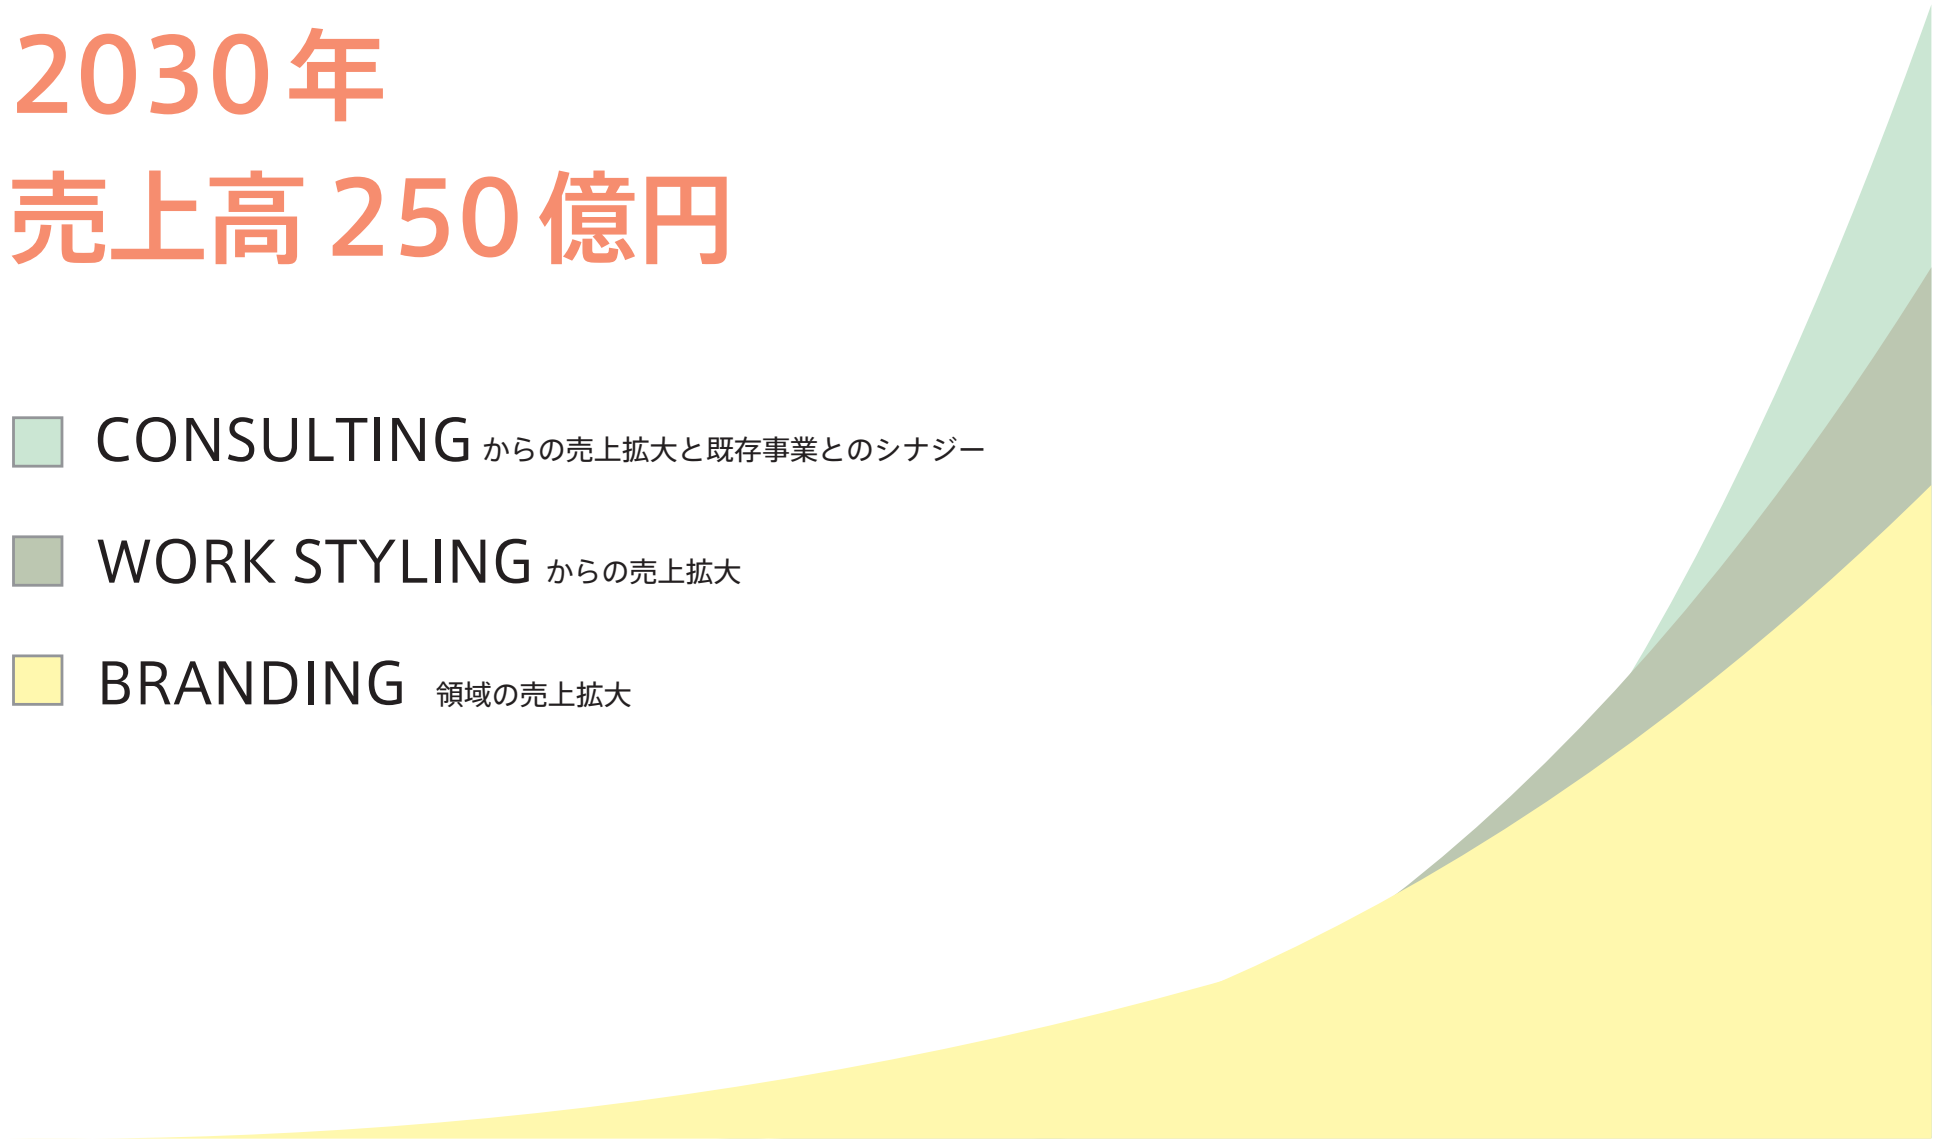 2030年
売上高250億円
CONSULTING からの売上拡大と既存事業とのシナジー
WORK STYLING からの売上拡大
BRANDING 領域の売上拡大